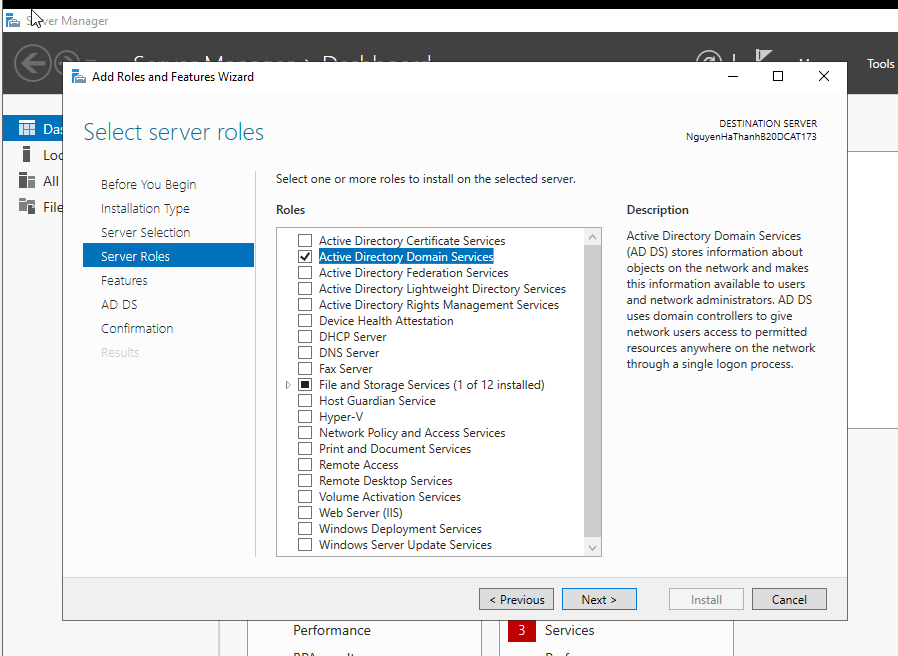 Server Manager
Server Manager › Dashboard
Tools
Add Roles and Features Wizard
Select server roles
DESTINATION SERVER
NguyenHaThanhB20DCAT173
Das
Loc
All
File
Before You Begin
Installation Type
Server Selection
Server Roles
Features
AD DS
Confirmation
Results
Select one or more roles to install on the selected server.
Roles
Active Directory Certificate Services
Active Directory Domain Services
Active Directory Federation Services
Active Directory Lightweight Directory Services
Active Directory Rights Management Services
Device Health Attestation
DHCP Server
DNS Server
Fax Server
File and Storage Services (1 of 12 installed)
Host Guardian Service
Hyper-V
Network Policy and Access Services
Print and Document Services
Remote Access
Remote Desktop Services
Volume Activation Services
Web Server (IIS)
Windows Deployment Services
Windows Server Update Services
Description
Active Directory Domain Services
(AD DS) stores information about
objects on the network and makes
this information available to users
and network administrators. AD DS
uses domain controllers to give
network users access to permitted
resources anywhere on the network
through a single logon process.
< Previous
Next >
Install
Cancel
Performance
3 Services